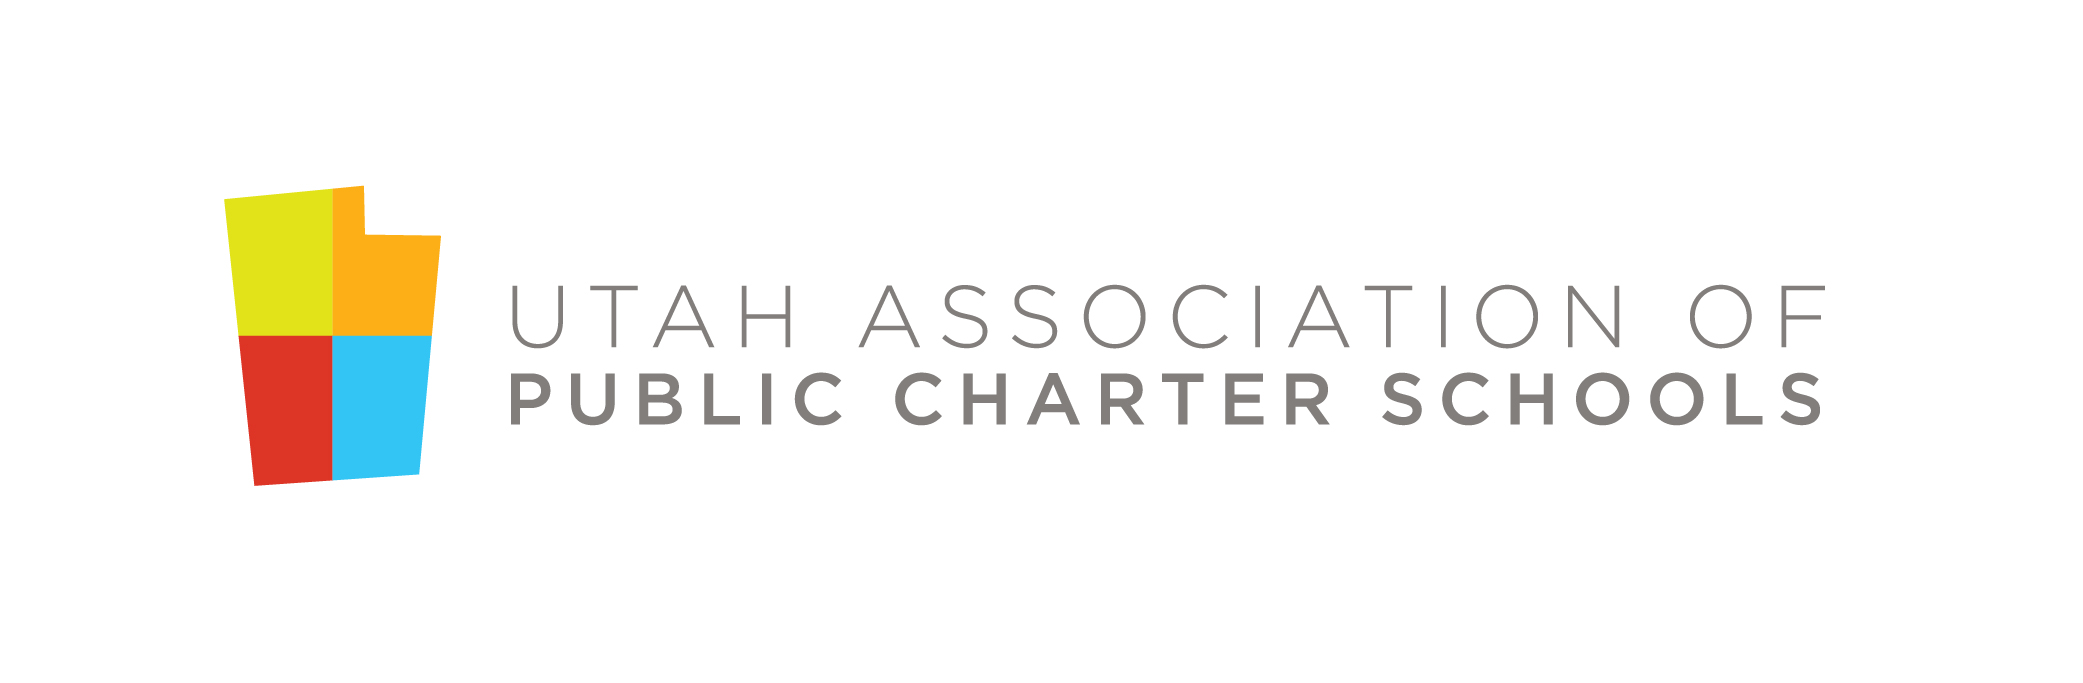 UTAH ASSOCIATION OF
PUBLIC CHARTER SCHOOLS